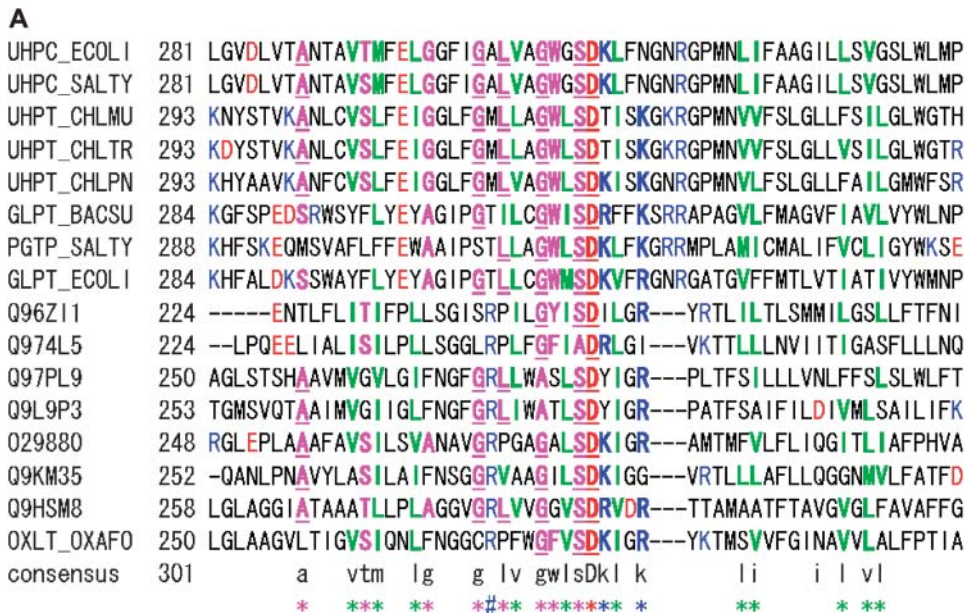 A
UHPC_ECOLI 281 LGVDLVTANTAVTMFELGGFIGALVAGWGSDKLFNGNRGPMNLIFAAGILLSVGSLWLMP
UHPC_SALTY 281 LGVDLVTANTAVSMFELGGFIGALVAGWGSDKLFNGNRGPMNLIFAAGILLSVGSLWLMP
UHPT_CHLMU 293 KNYSTVKANLCVSLFEIGGLFGMLLAGWLSDTISKGKRGPMNVVFSLGLLFSILGLWGTH
UHPT_CHLTR 293 KDYSTVKANLCVSLFEIGGLFGMLLAGWLSDTISKGKRGPMNVVFSLGLLVSILGLWGTR
UHPT_CHLPN 293 KHYAAVKANFCVSLFEIGGLFGMLVAGWLSDKISKGKRGPMNVLFSLGLLFAILGMWFSR
GLPT_BACSU 284 KGFSPEDSRWSYFLYEYAGIPGTILCGWISDRFFKSRRAPAGVLFMAGVFIAVLVYWLNP
PGTP_SALTY 288 KHFSKEQMSVAFLFFEWAAIPSTLLAGWLSDKLFKGRRMPLAMICMALIFVCLIGYWKSE
GLPT_ECOLI 284 KHFALDKSSWAYFLYEYAGIPGTLLCGWMSDKVFRGNRGATGVFFMTLVTIATIVYWMNP
Q96ZI1 224 -----ENTLFLITIFPLLSGISRPILGYISDILGR---YRTLILTLSMMILGSLLFTFNI
Q974L5 224 --LPQEELIALISILPLLSGGLRPLFGFIADRLGI---VKTTLLLNVIITIGASFLLLNQ
Q97PL9 250 AGLSTSHAAVMVGVLGIFNGFGRLLWASLSDYIGR---PLTFSILLLVNLFFSLSLWLFT
Q9L9P3 253 TGMSVQTAAIMVGIIGLFNGFGRLIWATLSDYIGR---PATFSAIFILDIVMLSAILIFK
O29880 248 RGLEPLAAAFAVSILSVANAVGRPGAGALSDKIGR---AMTMFVLFLIQGITLIAFPHVA
Q9KM35 252 -QANLPNAVYLASILAIFNSGGRVAAGILSDKIGG---VRTLLLAFLLQGGNMVLFATFD
Q9HSM8 258 LGLAGGIATAAATLLPLAGGVGRLVVGGVSDRVDR---TTAMAATFTAVGVVGLFAVAFFG
OXLT_OXAFO 250 LGLAAGVLTIGVSIQNLFNGGCRPFWGFVSDKIGR---YKTMSVVFGINAVVLALFPTIA
consensus 301 a vtm lg g lv gwlsDkl k li i l vl
* *** ** *#** ******* * ** * **